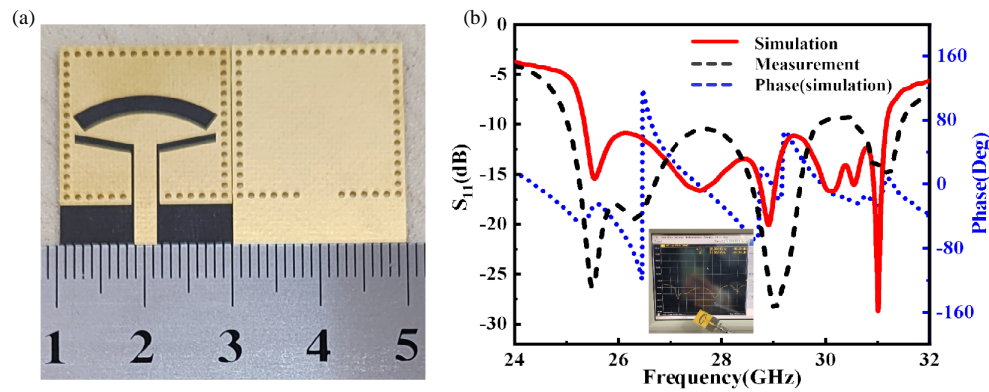 (a)
1 2 3 4 5
(b)
0
-5
-10
-15
-20
-25
-30
S11(dB)
Simulation
Measurement
Phase(simulation)
160
80
0
-80
-160
Phase(Deg)
24 26 28 30 32
Frequency(GHz)